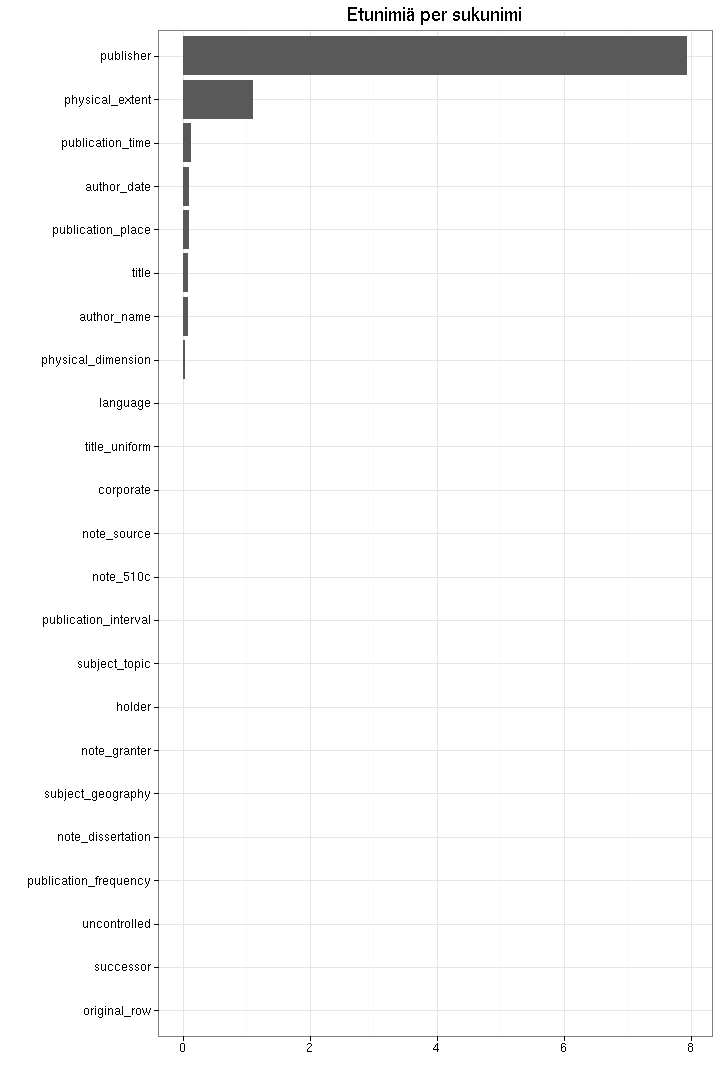 Etunimiä per sukunimi
publisher
physical_extent
publication_time
author_date
publication_place
title
author_name
physical_dimension
language
title_uniform
corporate
note_source
note_510c
publication_interval
subject_topic
holder
note_granter
subject_geography
note_dissertation
publication_frequency
uncontrolled
successor
original_row
0 2 4 6 8